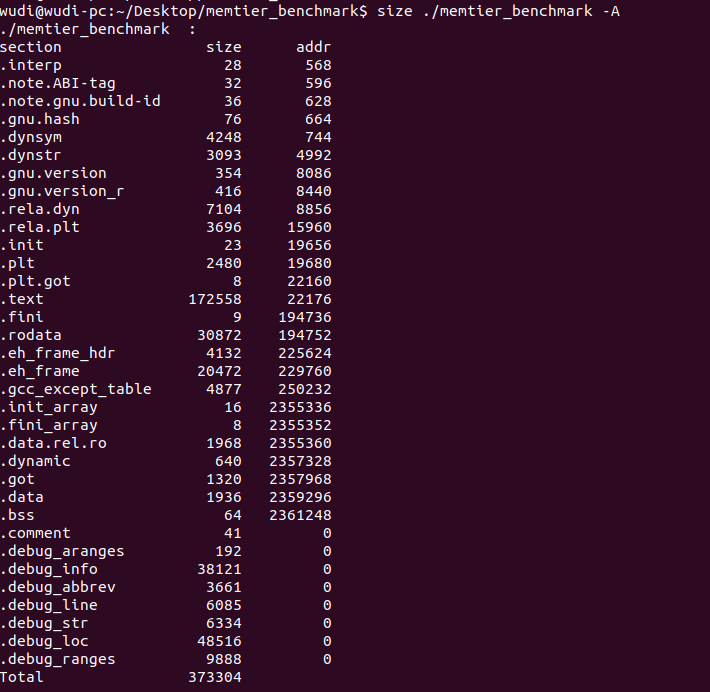 wudi@wudi-pc:~/Desktop/memtier_benchmark$ size ./memtier_benchmark -A
./memtier_benchmark  :
section                size      addr
.interp                  28       568
.note.ABI-tag            32       596
.note.gnu.build-id       36       628
.gnu.hash                76       664
.dynsym                4248       744
.dynstr                3093      4992
.gnu.version            354      8086
.gnu.version_r          416      8440
.rela.dyn              7104      8856
.rela.plt              3696     15960
.init                    23     19656
.plt                   2480     19680
.plt.got                  8     22160
.text                172558     22176
.fini                     9    194736
.rodata               30872    194752
.eh_frame_hdr          4132    225624
.eh_frame             20472    229760
.gcc_except_table      4877    250232
.init_array              16   2355336
.fini_array               8   2355352
.data.rel.ro           1968   2355360
.dynamic                640   2357328
.got                   1320   2357968
.data                  1936   2359296
.bss                     64   2361248
.comment                 41         0
.debug_aranges          192         0
.debug_info           38121         0
.debug_abbrev          3661         0
.debug_line            6085         0
.debug_str             6334         0
.debug_loc            48516         0
.debug_ranges          9888         0
Total                373304